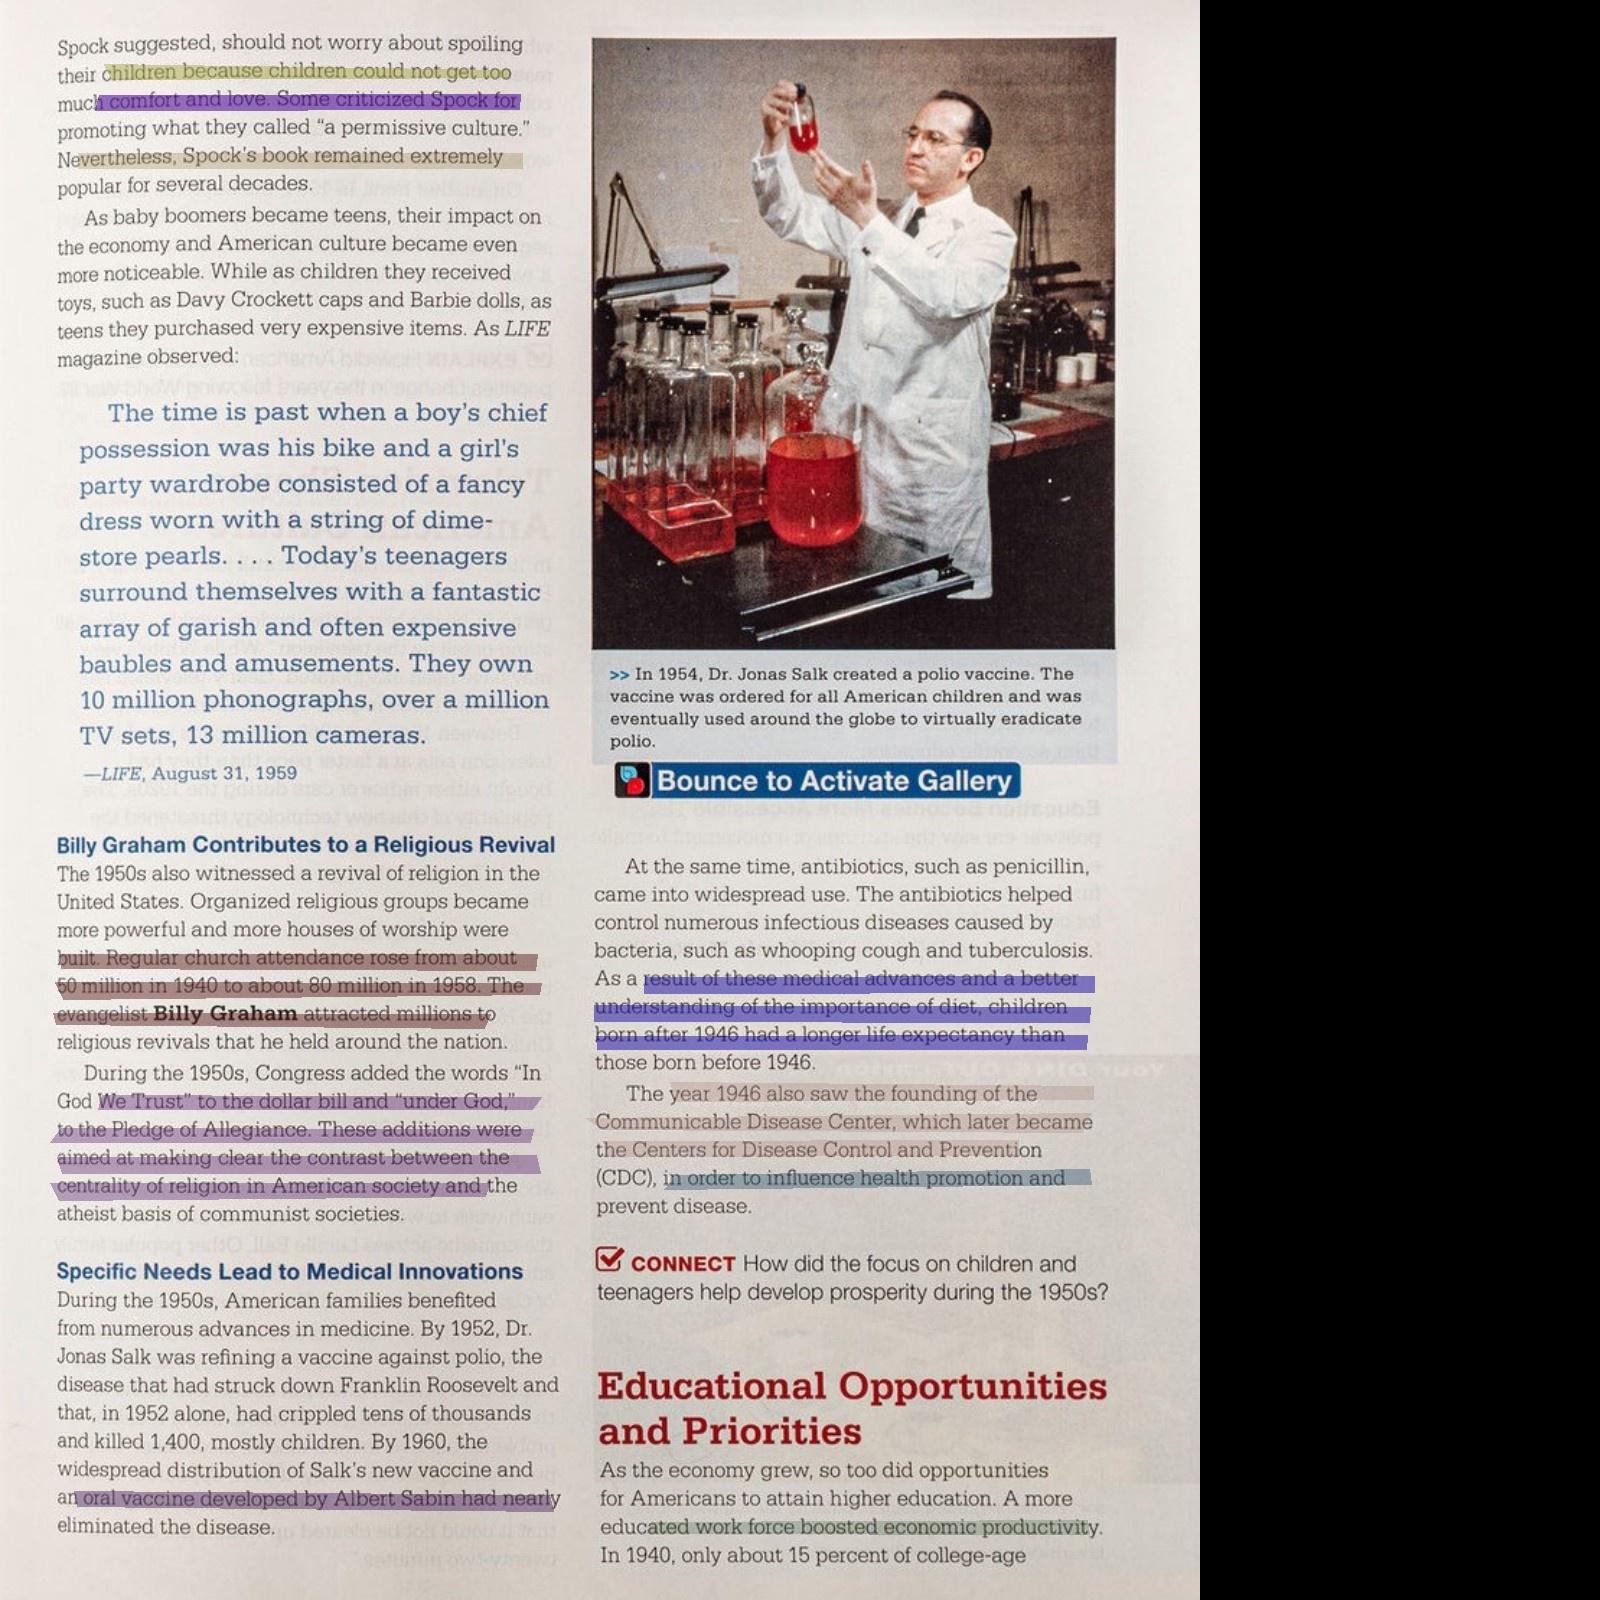 Spock suggested, should not worry about spoiling
their children because children could not get too
much comfort and love. Some criticized Spock for
promoting what they called “a permissive culture.”
Nevertheless, Spock’s book remained extremely
popular for several decades.
As baby boomers became teens, their impact on
the economy and American culture became even
more noticeable. While as children they received
toys, such as Davy Crockett caps and Barbie dolls, as
teens they purchased very expensive items. As LIFE
magazine observed:
The time is past when a boy’s chief
possession was his bike and a girl’s
party wardrobe consisted of a fancy
dress worn with a string of dime-
store pearls. . . . Today’s teenagers
surround themselves with a fantastic
array of garish and often expensive
baubles and amusements. They own
10 million phonographs, over a million
TV sets, 13 million cameras.
—LIFE, August 31, 1959
Billy Graham Contributes to a Religious Revival
The 1950s also witnessed a revival of religion in the
United States. Organized religious groups became
more powerful and more houses of worship were
built. Regular church attendance rose from about
50 million in 1940 to about 80 million in 1958. The
evangelist Billy Graham attracted millions to
religious revivals that he held around the nation.
During the 1950s, Congress added the words “In
God We Trust” to the dollar bill and “under God,”
to the Pledge of Allegiance. These additions were
aimed at making clear the contrast between the
centrality of religion in American society and the
atheist basis of communist societies.
Specific Needs Lead to Medical Innovations
During the 1950s, American families benefited
from numerous advances in medicine. By 1952, Dr.
Jonas Salk was refining a vaccine against polio, the
disease that had struck down Franklin Roosevelt and
that, in 1952 alone, had crippled tens of thousands
and killed 1,400, mostly children. By 1960, the
widespread distribution of Salk’s new vaccine and
an oral vaccine developed by Albert Sabin had nearly
eliminated the disease.
>> In 1954, Dr. Jonas Salk created a polio vaccine. The
vaccine was ordered for all American children and was
eventually used around the globe to virtually eradicate
polio.
Bounce to Activate Gallery
At the same time, antibiotics, such as penicillin,
came into widespread use. The antibiotics helped
control numerous infectious diseases caused by
bacteria, such as whooping cough and tuberculosis.
As a result of these medical advances and a better
understanding of the importance of diet, children
born after 1946 had a longer life expectancy than
those born before 1946.
The year 1946 also saw the founding of the
Communicable Disease Center, which later became
the Centers for Disease Control and Prevention
(CDC), in order to influence health promotion and
prevent disease.
CONNECT How did the focus on children and
teenagers help develop prosperity during the 1950s?
Educational Opportunities
and Priorities
As the economy grew, so too did opportunities
for Americans to attain higher education. A more
educated work force boosted economic productivity.
In 1940, only about 15 percent of college-age